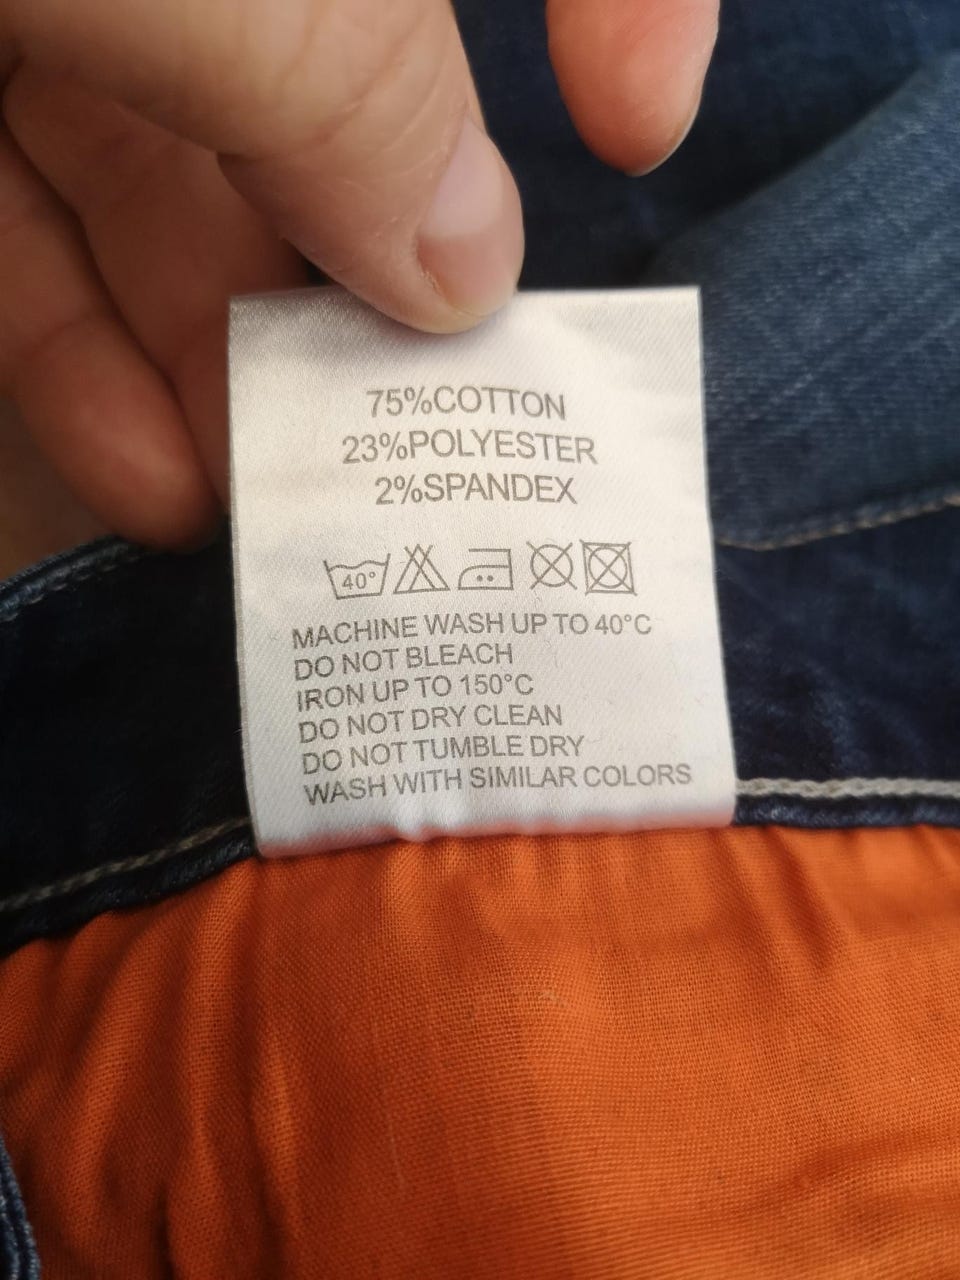 75%COTTON
23%POLYESTER
2%SPANDEX
40°
MACHINE WASH UP TO 40°C
DO NOT BLEACH
IRON UP TO 150°C
DO NOT DRY CLEAN
DO NOT TUMBLE DRY
WASH WITH SIMILAR COLORS